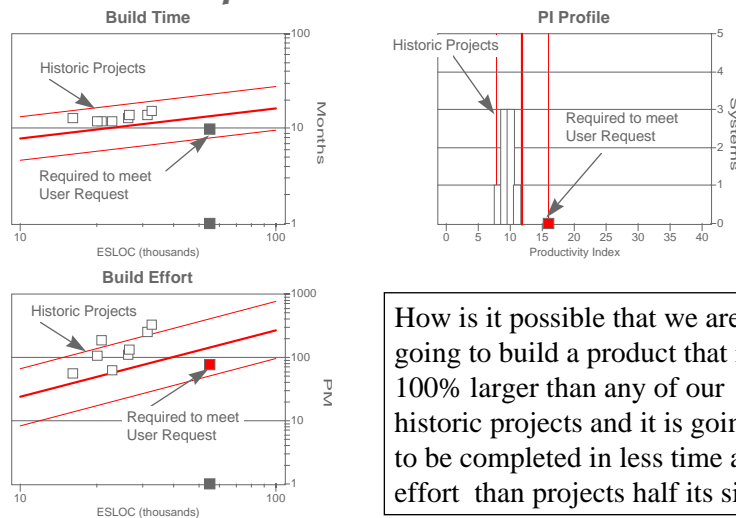 Build Time
100
Historic Projects
10
Required to meet
User Request
1
Months
10
100
ESLOC (thousands)
PI Profile
5
Historic Projects
4
3
Required to meet
User Request
2
1
0
Systems
0 5 10 15 20 25 30 35 40
Productivity Index
Build Effort
1000
Historic Projects
100
10
Required to meet
User Request
1
PM
10
100
ESLOC (thousands)
How is it possible that we are
going to build a product that
100% larger than any of our
historic projects and it is goin
to be completed in less time a
effort than projects half its si